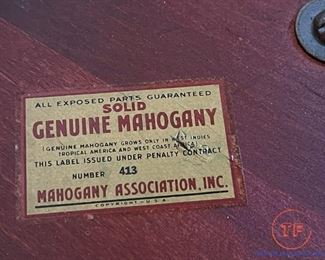 ALL EXPOSED PARTS GUARANTEED
SOLID
GENUINE MAHOGANY
(GENUINE MAHOGANY GROWS ONLY IN WEST INDIES
TROPICAL AMERICA AND WEST COAST AFRICA)
THIS LABEL ISSUED UNDER PENALTY CONTRACT
NUMBER 413
MAHOGANY ASSOCIATION, INC.
COPYRIGHT - U.S.A.
TF